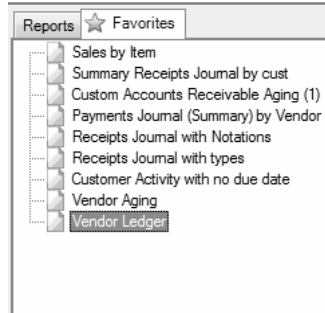 Reports Favorites
Sales by Item
Summary Receipts Journal by cust
Custom Accounts Receivable Aging (1)
Payments Journal (Summary) by Vendor
Receipts Journal with Notations
Receipts Journal with types
Customer Activity with no due date
Vendor Aging
Vendor Ledger